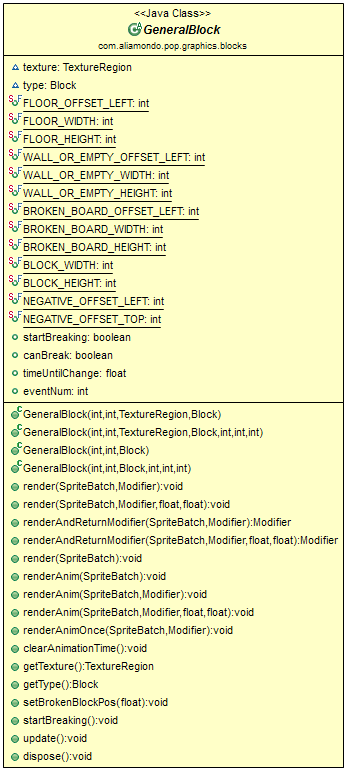 <<Java Class>>
GeneralBlock
com.aliamondo.pop.graphics.blocks
texture: TextureRegion
type: Block
FLOOR_OFFSET_LEFT: int
FLOOR_WIDTH: int
FLOOR_HEIGHT: int
WALL_OR_EMPTY_OFFSET_LEFT: int
WALL_OR_EMPTY_WIDTH: int
WALL_OR_EMPTY_HEIGHT: int
BROKEN_BOARD_OFFSET_LEFT: int
BROKEN_BOARD_WIDTH: int
BROKEN_BOARD_HEIGHT: int
BLOCK_WIDTH: int
BLOCK_HEIGHT: int
NEGATIVE_OFFSET_LEFT: int
NEGATIVE_OFFSET_TOP: int
startBreaking: boolean
canBreak: boolean
timeUntilChange: float
eventNum: int
GeneralBlock(int,int,TextureRegion,Block)
GeneralBlock(int,int,TextureRegion,Block,int,int,int)
GeneralBlock(int,int,Block)
GeneralBlock(int,int,Block,int,int,int)
render(SpriteBatch,Modifier):void
render(SpriteBatch,Modifier,float,float):void
renderAndReturnModifier(SpriteBatch,Modifier):Modifier
renderAndReturnModifier(SpriteBatch,Modifier,float,float):Modifier
render(SpriteBatch):void
renderAnim(SpriteBatch):void
renderAnim(SpriteBatch,Modifier):void
renderAnim(SpriteBatch,Modifier,float,float):void
renderAnimOnce(SpriteBatch,Modifier):void
clearAnimationTime():void
getTexture():TextureRegion
getType():Block
setBrokenBlockPos(float):void
startBreaking():void
update():void
dispose():void